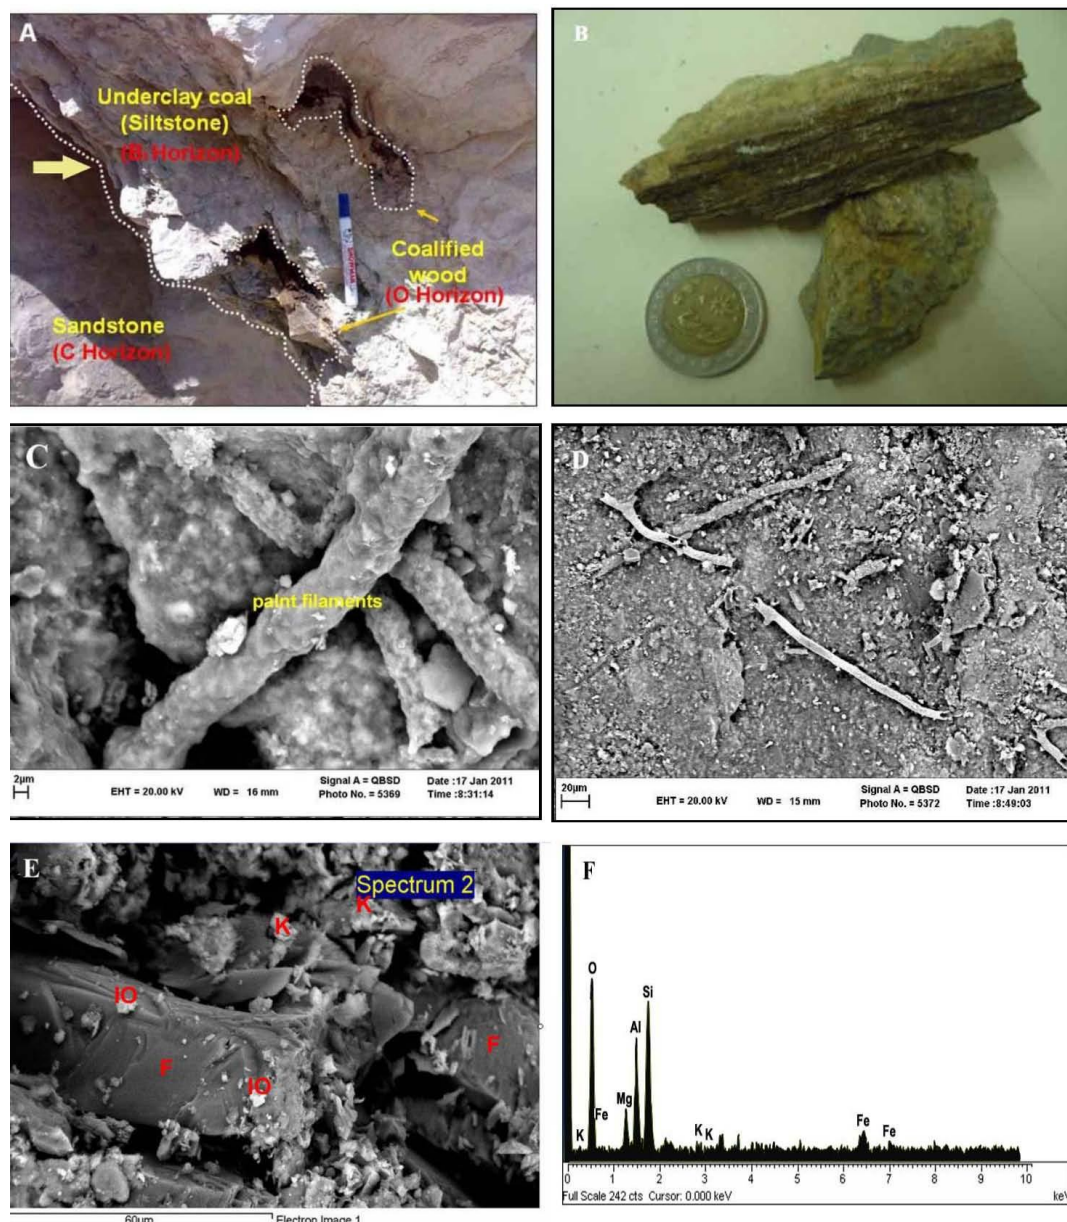 A
Underclay coal
(Siltstone)
Coalified
wood
(O Horizon)
Sandstone
(C Horizon)
B
C
paint filaments
2µm
EHT = 20.00 kV
WD = 16 mm
Signal A = QBSD
Photo No. = 5369
Date :17 Jan 2011
Time :8:31:14
D
20µm
EHT = 20.00 kV
WD = 15 mm
Signal A = QBSD
Photo No. = 5372
Date :17 Jan 2011
Time :8:49:03
E
Spectrum 2
K
K
IO
F
IO
F
60µm
Electron Image 1
F
O
Si
Al
Mg
Fe
K
K
K
Fe
Fe
0 1 2 3 4 5 6 7 8 9 10
Full Scale 242 cts Cursor: 0.000 keV